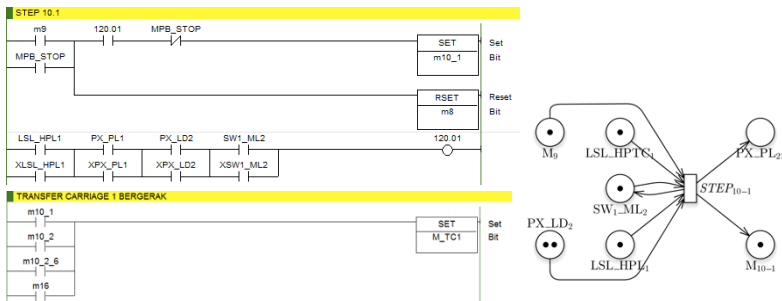 STEP 10.1
m9 120.01 MPB_STOP
SET Set
MPB_STOP m10_1 Bit
RSET Reset
m8 Bit
LSL_HPL1 PX_PL1 PX_LD2 SW1_ML2 120.01
XLSL_HPL1 XPX_PL1 XPX_LD2 XSW1_ML2
TRANSFER CARRIAGE 1 BERGERAK
m10_1
SET Set
m10_2 M_TC1 Bit
m10_2_6
m16
M9 LSL_HPTC1 PX_PL2
STEP10−1
SW1_ML2
PX_LD2
LSL_HPL1 M10−1